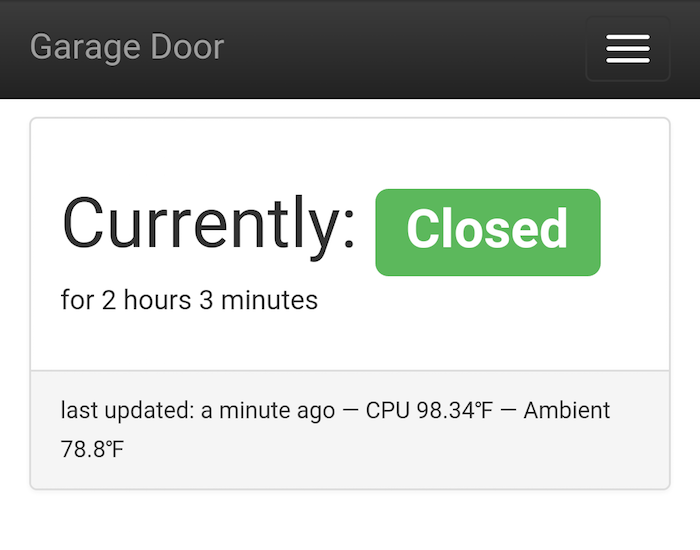 Garage Door
Currently: Closed
for 2 hours 3 minutes
last updated: a minute ago — CPU 98.34℉ — Ambient
78.8℉